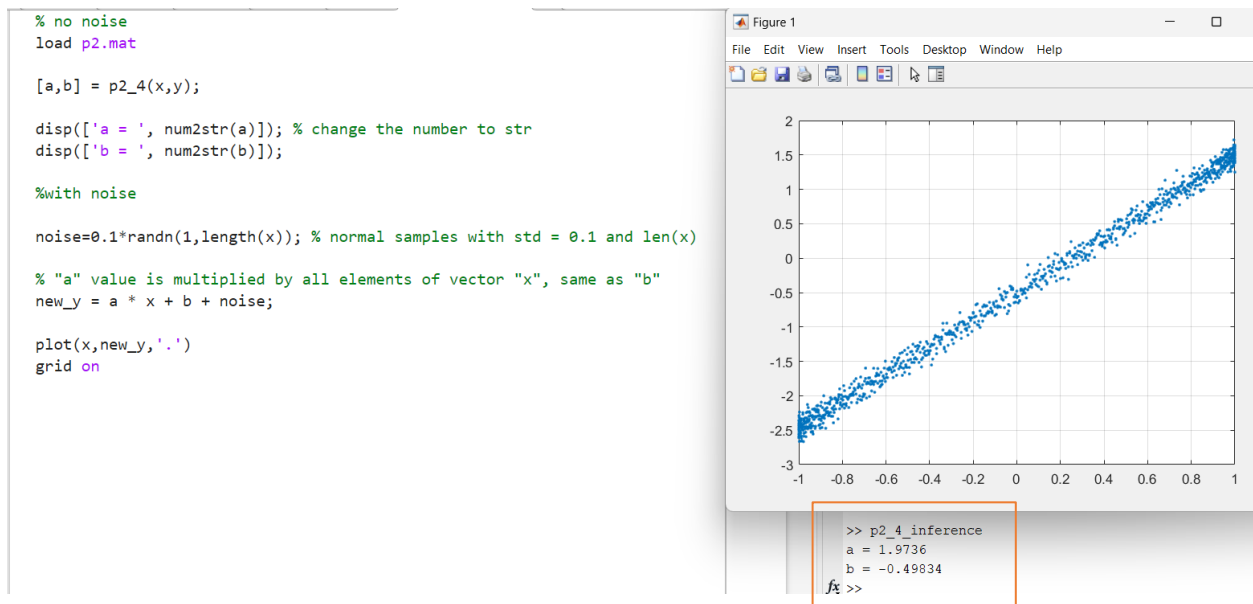 % no noise
load p2.mat
[a,b] = p2_4(x,y);
disp(['a = ', num2str(a)]); % change the number to str
disp(['b = ', num2str(b)]);
%with noise
noise=0.1*randn(1,length(x)); % normal samples with std = 0.1 and len(x)
% "a" value is multiplied by all elements of vector "x", same as "b"
new_y = a * x + b + noise;
plot(x,new_y,'.')
grid on
Figure 1
File Edit View Insert Tools Desktop Window Help
2
1.5
1
0.5
0
-0.5
-1
-1.5
-2
-2.5
-3
-1 -0.8 -0.6 -0.4 -0.2 0 0.2 0.4 0.6 0.8 1
>> p2_4_inference
a = 1.9736
b = -0.49834
fx >>